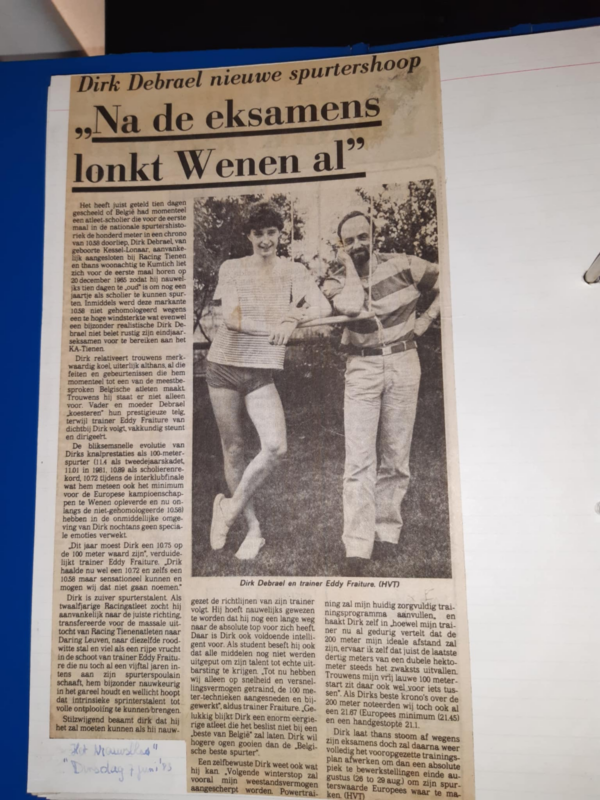 Dirk Debrael nieuwe spurtershoop
„Na de eksamens
lonkt Wenen al”
Het heeft juist geteld tien dagen
gescheeld of België had momenteel
een atleet-scholier die voor de eerste
maal in de nationale spurtershisto-
riek de honderd meter in een chrono
van 10.58 doorliep, Dirk Debrael, van
geboorte Kessel-Lonaar, aanvanke-
lijk aangesloten bij Racing Tienen
en thans woonachtig te Kumtich liet
zich voor de eerste maal horen op
20 december 1965 zodat hij nauwe-
lijks tien dagen te „oud” is om nog een
jaartje als scholier te kunnen spur-
ten. Inmiddels werd deze markante
10.58 niet gehomologeerd wegens
een te hoge windsterkte wat evenwel
een bijzonder realistische Dirk De-
brael niet belet rustig zijn eindjaar-
seksamen voor te bereiden aan het
KA-Tienen.
Dirk relativeert trouwens merk-
waardig koel, uiterlijk althans, al die
feiten en gebeurtenissen die hem
momenteel tot een van de meestbe-
sproken Belgische atleten maakt.
Trouwens hij staat er niet alleen
voor. Vader en moeder Debrael
„koesteren” hun prestigieuze telg,
terwijl trainer Eddy Fraiture van
dichtbij Dirk volgt, vakkundig steunt
en dirigeert.
De bliksemsnelle evolutie van
Dirks knalprestaties als 100-meter-
spurter (11.4 als tweedejaarskadet,
11.01 in 1981, 10.89 als scholierenre-
kord, 10.72 tijdens de interklubfinale
wat hem meteen ook het minimum
voor de Europese kampioenschap-
pen te Wenen opleverde en nu on-
langs de niet-gehomologeerde 10.58)
hebben in de onmiddellijke omge-
ving van Dirk nochtans geen specia-
le emoties verwekt.
„Dit jaar moest Dirk een 10.75 op
de 100 meter waard zijn”, verduide-
lijkt trainer Eddy Fraiture. „Dirk
haalde nu wel een 10.72 en zelfs een
10.58 maar sensationeel kunnen en
mogen wij dat niet gaan noemen.”
Dirk is zuiver spurterstalent. Als
twaalfjarige Racingatleet zocht hij
aanvankelijk naar de juiste richting,
transfereerde voor de massale uit-
tocht van Racing Tienenatleten naar
Daring Leuven, naar diezelfde rood-
witte stal en viel als een rijpe vrucht
in de schoot van trainer Eddy Fraitu-
re die nu toch al een vijftal jaren in-
tens aan zijn spurterspoulain
schaaft, hem bijzonder nauwkeurig
in het gareel houdt en wellicht hoopt
dat intrinsieke sprinterstalent tot
volle ontplooiing te kunnen brengen.
Stilzwijgend beaamt dirk dat hij
het zal moeten kunnen als hij nauw-
Dirk Debrael en trainer Eddy Fraiture. (HVT)
gezet de richtlijnen van zijn trainer
volgt. Hij hoeft nauwelijks gewezen
te worden dat hij nog een lange weg
naar de absolute top voor zich heeft.
Daar is Dirk ook voldoende intelli-
gent voor. Als student beseft hij ook
dat alle middelen nog niet werden
uitgeput om zijn talent tot echte uit-
barsting te krijgen. „Tot nu hebben
wij alleen op snelheid en versnel-
lingsvermogen getraind, de 100 me-
ter-technieken aangesneden en bij-
gewerkt”, aldus trainer Fraiture. „Ge-
lukkig blijkt Dirk een enorm eergie-
rige atleet die het beslist niet bij een
„beste van België” zal laten. Dirk wil
hogere ogen gooien dan de „Belgi-
sche beste spurter”.
Een zelfbewuste Dirk weet ook wat
hij kan „Volgende winterstop zal
vooral mijn weestandsvermogen
aangescherpt worden. Powertrai-
ning zal mijn huidig zorgvuldig trai-
ningsprogramma aanvullen, en
haakt Dirk zelf in „hoewel mijn trai-
ner nu al gedurig vertelt dat de
200 meter mijn ideale afstand zal
zijn, ervaar ik zelf dat juist de laatste
dertig meters van een dubele hekto-
meter steeds het zwakste uitvallen.
Trouwens mijn vrij lauwe 100 meter-
start zit daar ook wel voor iets tus-
sen”. Als Dirks beste krono's over de
200 meter noteerden wij toch ook al
een 21.67 (Europees minimum (21.45)
en een handgestopte 21.1.
Dirk laat thans stoom af wegens
zijn eksamens doch zal daarna weer
volledig het vooropgezette trainings-
plan afwerken om dan een absolute
piek te bewerkstelligen einde au-
gustus (26 to 29 aug) om zijn spur-
terswaarde Europees waar te ma-
ken. (HVT)
"Het Nieuwsblad"
"Dinsdag 7 juni '83